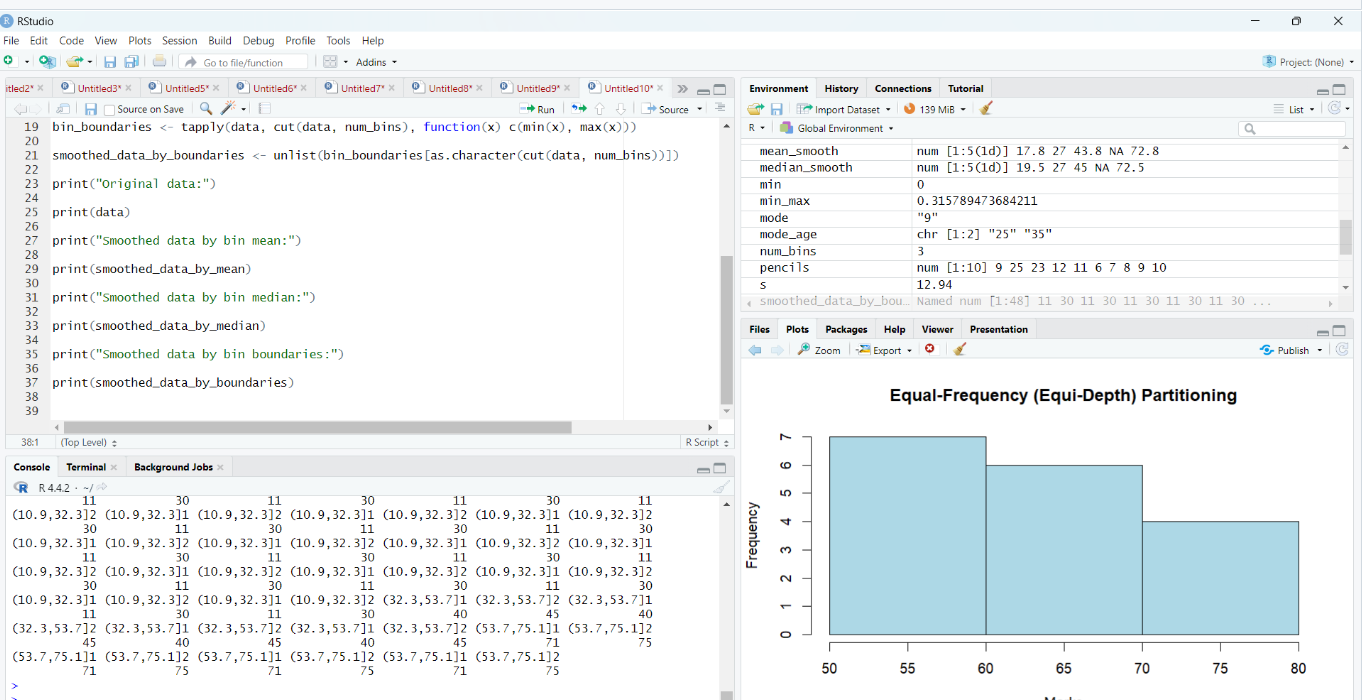 RStudio
File Edit Code View Plots Session Build Debug Profile Tools Help
Go to file/function Addins Project: (None)
itled2* Untitled3* Untitled5* Untitled6* Untitled7* Untitled8* Untitled9* Untitled10*
Source on Save Run Source
19 bin_boundaries <- tapply(data, cut(data, num_bins), function(x) c(min(x), max(x)))
20
21 smoothed_data_by_boundaries <- unlist(bin_boundaries[as.character(cut(data, num_bins))])
22
23 print("Original data:")
24
25 print(data)
26
27 print("Smoothed data by bin mean:")
28
29 print(smoothed_data_by_mean)
30
31 print("Smoothed data by bin median:")
32
33 print(smoothed_data_by_median)
34
35 print("Smoothed data by bin boundaries:")
36
37 print(smoothed_data_by_boundaries)
38
39
38:1 (Top Level) R Script
Console Terminal Background Jobs
R 4.4.2 · ~/
11 30 11 30 11 30 11
(10.9,32.3]2 (10.9,32.3]1 (10.9,32.3]2 (10.9,32.3]1 (10.9,32.3]2 (10.9,32.3]1 (10.9,32.3]2
30 11 30 11 30 11 30
(10.9,32.3]1 (10.9,32.3]2 (10.9,32.3]1 (10.9,32.3]2 (10.9,32.3]1 (10.9,32.3]2 (10.9,32.3]1
11 30 11 30 11 30 11
(10.9,32.3]2 (10.9,32.3]1 (10.9,32.3]2 (10.9,32.3]1 (10.9,32.3]2 (10.9,32.3]1 (10.9,32.3]2
30 11 30 11 30 11 30
(10.9,32.3]1 (10.9,32.3]2 (10.9,32.3]1 (10.9,32.3]2 (32.3,53.7]1 (32.3,53.7]2 (32.3,53.7]1
11 30 11 30 40 45 40
(32.3,53.7]2 (32.3,53.7]1 (32.3,53.7]2 (32.3,53.7]1 (32.3,53.7]2 (53.7,75.1]1 (53.7,75.1]2
45 40 45 40 45 71 75
(53.7,75.1]1 (53.7,75.1]2 (53.7,75.1]1 (53.7,75.1]2 (53.7,75.1]1 (53.7,75.1]2
71 75 71 75 71 75
>
>
Environment History Connections Tutorial
Import Dataset 139 MiB List
R Global Environment
mean_smooth num [1:5(1d)] 17.8 27 43.8 NA 72.8
median_smooth num [1:5(1d)] 19.5 27 45 NA 72.5
min 0
min_max 0.315789473684211
mode "9"
mode_age chr [1:2] "25" "35"
num_bins 3
pencils num [1:10] 9 25 23 12 11 6 7 8 9 10
s 12.94
smoothed_data_by_bou… Named num [1:48] 11 30 11 30 11 30 11 30 11 30 ...
Files Plots Packages Help Viewer Presentation
Zoom Export Publish
Equal-Frequency (Equi-Depth) Partitioning
Frequency
7
6
5
4
3
2
1
0
50 55 60 65 70 75 80